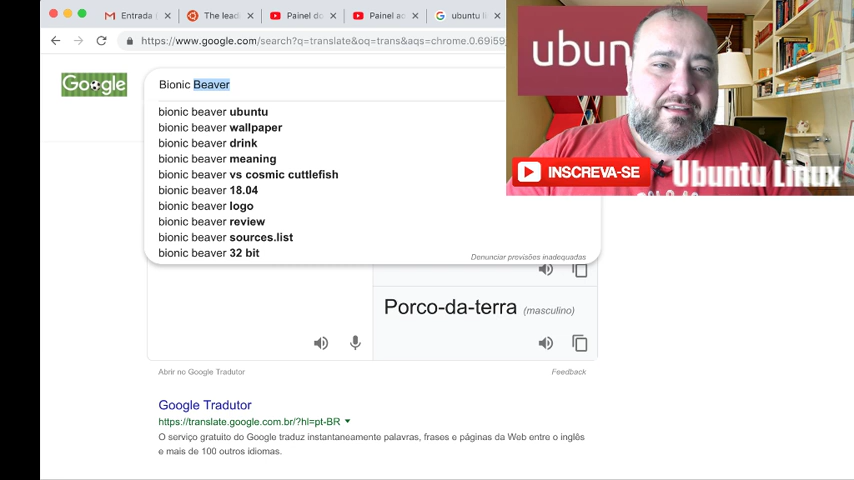 Entrada
The leadi
Painel do
Painel ac
ubuntu li
https://www.google.com/search?q=translate&oq=trans&aqs=chrome.0.69i59
ubun
Google
Bionic Beaver
bionic beaver ubuntu
bionic beaver wallpaper
bionic beaver drink
bionic beaver meaning
bionic beaver vs cosmic cuttlefish
bionic beaver 18.04
bionic beaver logo
bionic beaver review
bionic beaver sources.list
bionic beaver 32 bit
INSCREVA-SE
Ubuntu Linux
Denunciar previsões inadequadas
Porco-da-terra (masculino)
Abrir no Google Tradutor
Feedback
Google Tradutor
https://translate.google.com.br/?hl=pt-BR
O serviço gratuito do Google traduz instantaneamente palavras, frases e páginas da Web entre o inglês
e mais de 100 outros idiomas.